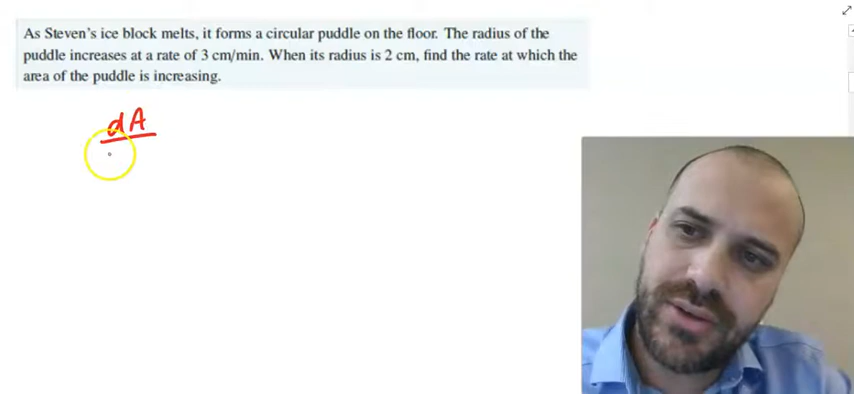 As Steven's ice block melts, it forms a circular puddle on the floor. The radius of the
puddle increases at a rate of 3 cm/min. When its radius is 2 cm, find the rate at which the
area of the puddle is increasing.
dA